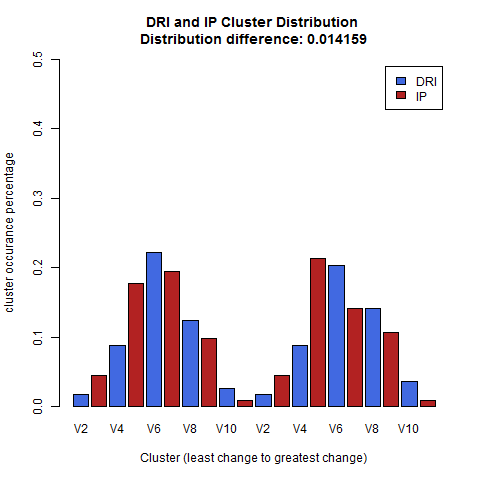 DRI and IP Cluster Distribution
Distribution difference: 0.014159
DRI
IP
cluster occurance percentage
0.5
0.4
0.3
0.2
0.1
0.0
V2 V4 V6 V8 V10 V2 V4 V6 V8 V10
Cluster (least change to greatest change)